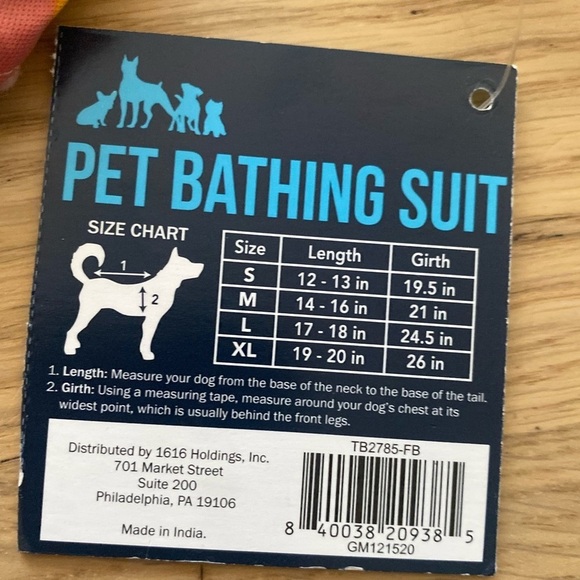 PET BATHING SUIT
SIZE CHART
1
2
Size Length Girth
S 12 - 13 in 19.5 in
M 14 - 16 in 21 in
L 17 - 18 in 24.5 in
XL 19 - 20 in 26 in
1. Length: Measure your dog from the base of the neck to the base of the tail.
2. Girth: Using a measuring tape, measure around your dog's chest at its
widest point, which is usually behind the front legs.
Distributed by 1616 Holdings, Inc.
701 Market Street
Suite 200
Philadelphia, PA 19106
Made in India.
TB2785-FB
8 40038 20938 5
GM121520